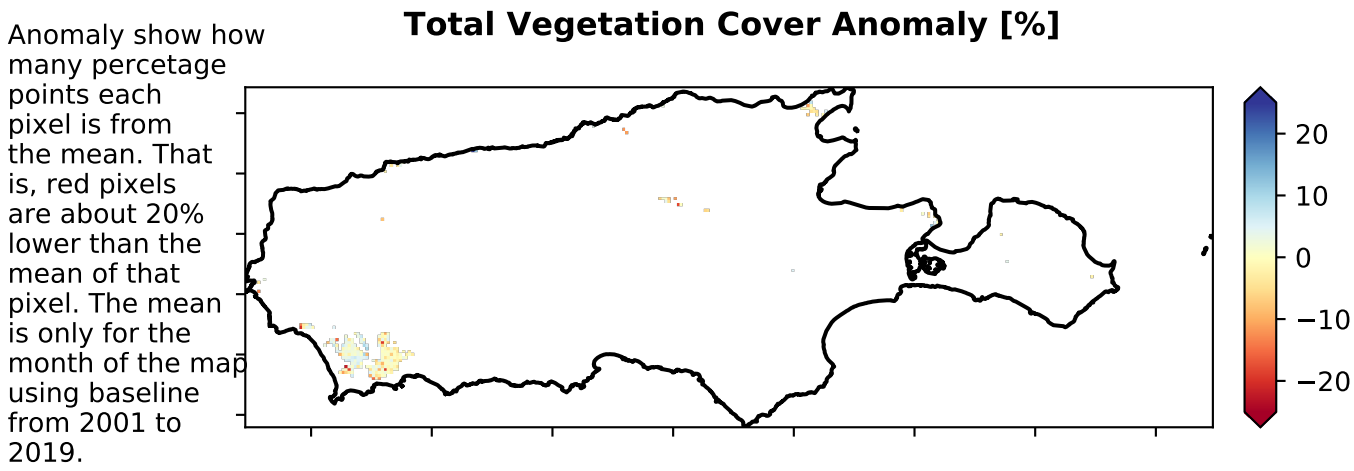 Total Vegetation Cover Anomaly [%]
Anomaly show how
many percetage
points each
pixel is from
the mean. That
is, red pixels
are about 20%
lower than the
mean of that
pixel. The mean
is only for the
month of the map
using baseline
from 2001 to
2019.
20
10
0
−10
−20